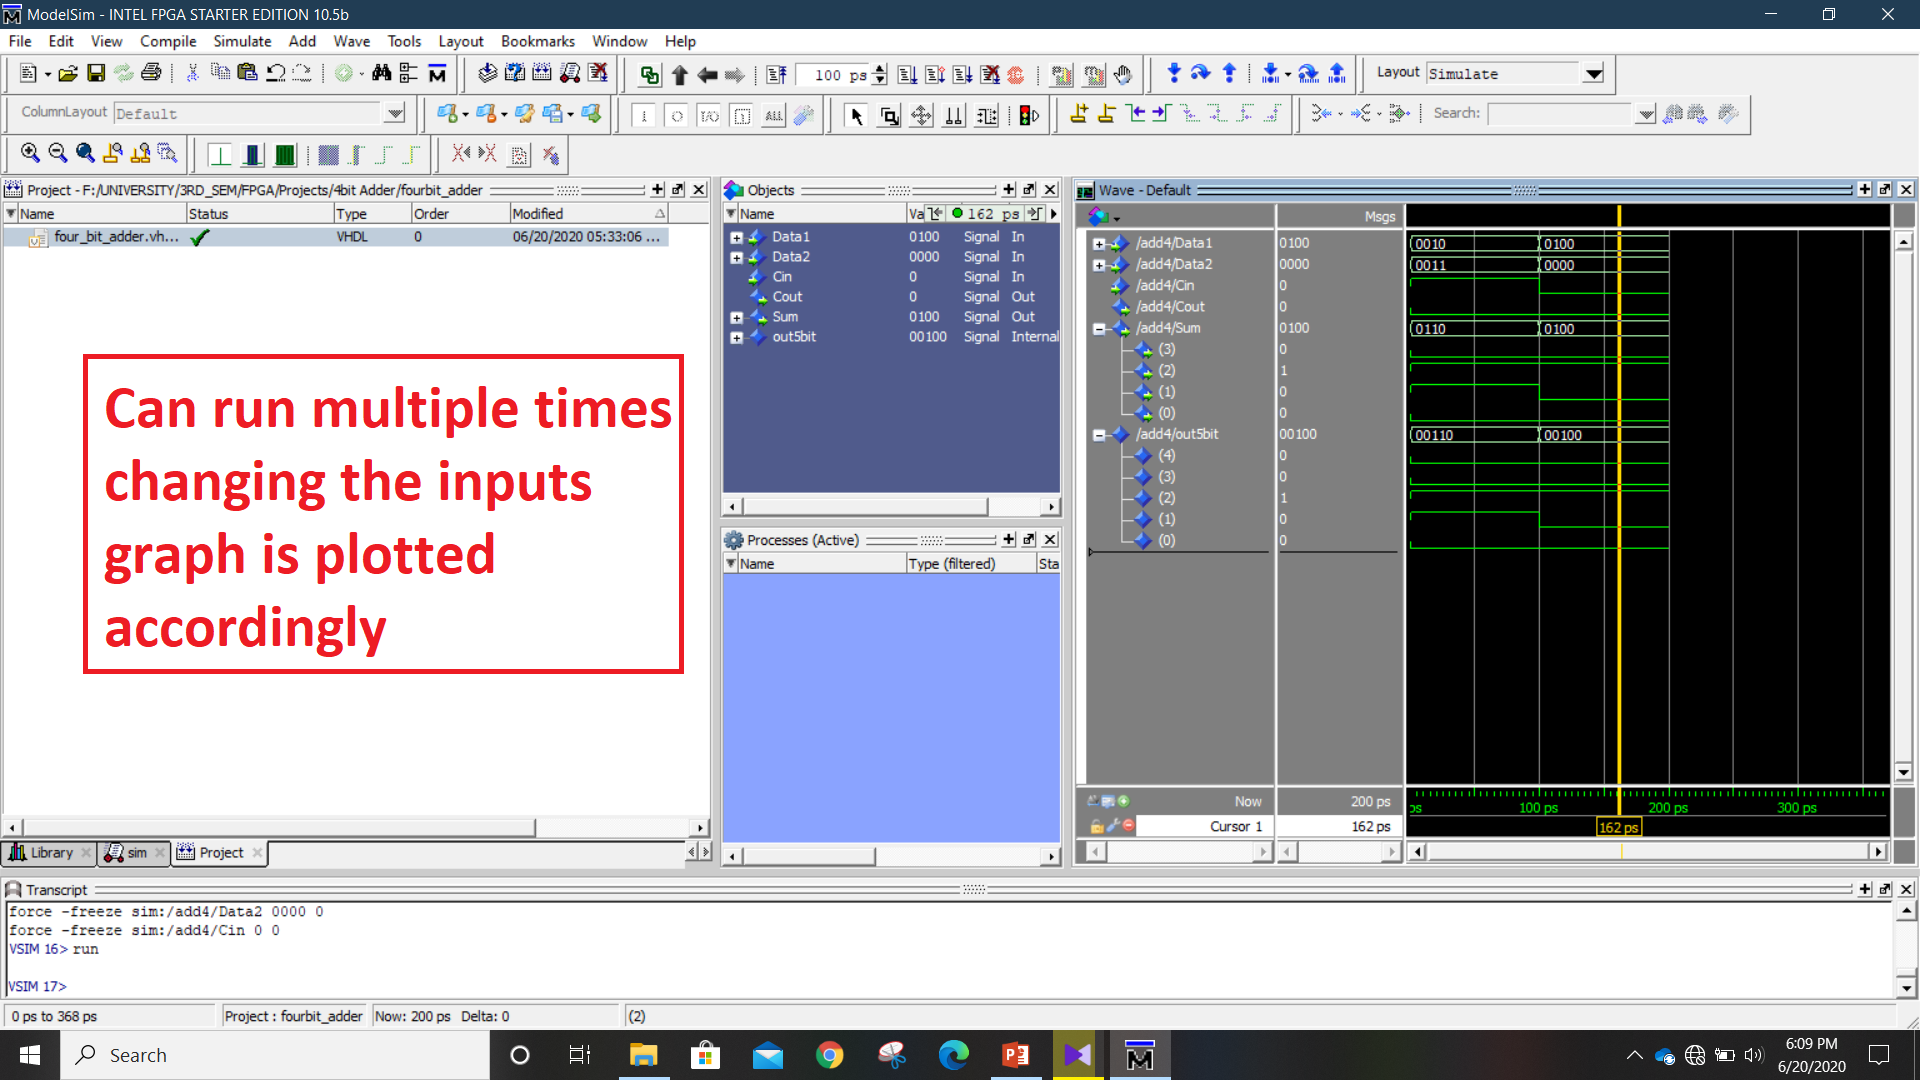 ModelSim - INTEL FPGA STARTER EDITION 10.5b
File Edit View Compile Simulate Add Wave Tools Layout Bookmarks Window Help
100 ps
Layout Simulate
ColumnLayout Default
ALL
Search:
Project - F:/UNIVERSITY/3RD_SEM/FPGA/Projects/4bit Adder/fourbit_adder
Name Status Type Order Modified
four_bit_adder.vh... VHDL 0 06/20/2020 05:33:06 ...
Can run multiple times
changing the inputs
graph is plotted
accordingly
Library sim Project
Objects
Name Va 162 ps
Data1 0100 Signal In
Data2 0000 Signal In
Cin 0 Signal In
Cout 0 Signal Out
Sum 0100 Signal Out
out5bit 00100 Signal Internal
Processes (Active)
Name Type (filtered) Sta
Wave - Default
Msgs
/add4/Data1 0100 0010 0100
/add4/Data2 0000 0011 0000
/add4/Cin 0
/add4/Cout 0
/add4/Sum 0100 0110 0100
(3) 0
(2) 1
(1) 0
(0) 0
/add4/out5bit 00100 00110 00100
(4) 0
(3) 0
(2) 1
(1) 0
(0) 0
Now 200 ps ps 100 ps 200 ps 300 ps
Cursor 1 162 ps 162 ps
Transcript
force -freeze sim:/add4/Data2 0000 0
force -freeze sim:/add4/Cin 0 0
VSIM 16> run
VSIM 17>
0 ps to 368 ps Project : fourbit_adder Now: 200 ps Delta: 0 (2)
Search
6:09 PM
6/20/2020